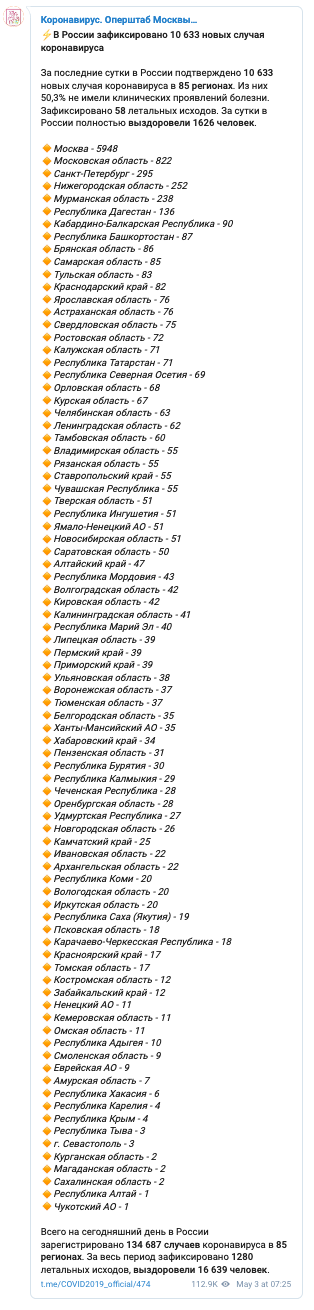 Коронавирус. Оперштаб Москвы...
⚡В России зафиксировано 10 633 новых случая
коронавируса
За последние сутки в России подтверждено 10 633
новых случая коронавируса в 85 регионах. Из них
50,3% не имели клинических проявлений болезни.
Зафиксировано 58 летальных исходов. За сутки в
России полностью выздоровели 1626 человек.
🔸Москва - 5948
🔸Московская область - 822
🔸Санкт-Петербург - 295
🔸Нижегородская область - 252
🔸Мурманская область - 238
🔸Республика Дагестан - 136
🔸Кабардино-Балкарская Республика - 90
🔸Республика Башкортостан - 87
🔸Брянская область - 86
🔸Самарская область - 85
🔸Тульская область - 83
🔸Краснодарский край - 82
🔸Ярославская область - 76
🔸Астраханская область - 76
🔸Свердловская область - 75
🔸Ростовская область - 72
🔸Калужская область - 71
🔸Республика Татарстан - 71
🔸Республика Северная Осетия - 69
🔸Орловская область - 68
🔸Курская область - 67
🔸Челябинская область - 63
🔸Ленинградская область - 62
🔸Тамбовская область - 60
🔸Владимирская область - 55
🔸Рязанская область - 55
🔸Ставропольский край - 55
🔸Чувашская Республика - 55
🔸Тверская область - 51
🔸Республика Ингушетия - 51
🔸Ямало-Ненецкий АО - 51
🔸Новосибирская область - 51
🔸Саратовская область - 50
🔸Алтайский край - 47
🔸Республика Мордовия - 43
🔸Волгоградская область - 42
🔸Кировская область - 42
🔸Калининградская область - 41
🔸Республика Марий Эл - 40
🔸Липецкая область - 39
🔸Пермский край - 39
🔸Приморский край - 39
🔸Ульяновская область - 38
🔸Воронежская область - 37
🔸Тюменская область - 37
🔸Белгородская область - 35
🔸Ханты-Мансийский АО - 35
🔸Хабаровский край - 34
🔸Пензенская область - 31
🔸Республика Бурятия - 30
🔸Республика Калмыкия - 29
🔸Чеченская Республика - 28
🔸Оренбургская область - 28
🔸Удмуртская Республика - 27
🔸Новгородская область - 26
🔸Камчатский край - 25
🔸Ивановская область - 22
🔸Архангельская область - 22
🔸Республика Коми - 20
🔸Вологодская область - 20
🔸Иркутская область - 20
🔸Республика Саха (Якутия) - 19
🔸Псковская область - 18
🔸Карачаево-Черкесская Республика - 18
🔸Красноярский край - 17
🔸Томская область - 17
🔸Костромская область - 12
🔸Забайкальский край - 12
🔸Ненецкий АО - 11
🔸Кемеровская область - 11
🔸Омская область - 11
🔸Республика Адыгея - 10
🔸Смоленская область - 9
🔸Еврейская АО - 9
🔸Амурская область - 7
🔸Республика Хакасия - 6
🔸Республика Карелия - 4
🔸Республика Крым - 4
🔸Республика Тыва - 3
🔸г. Севастополь - 3
🔸Курганская область - 2
🔸Магаданская область - 2
🔸Сахалинская область - 2
🔸Республика Алтай - 1
🔸Чукотский АО - 1
Всего на сегодняшний день в России
зарегистрировано 134 687 случаев коронавируса в 85
регионах. За весь период зафиксировано 1280
летальных исходов, выздоровели 16 639 человек.
t.me/COVID2019_official/474 112.9K May 3 at 07:25